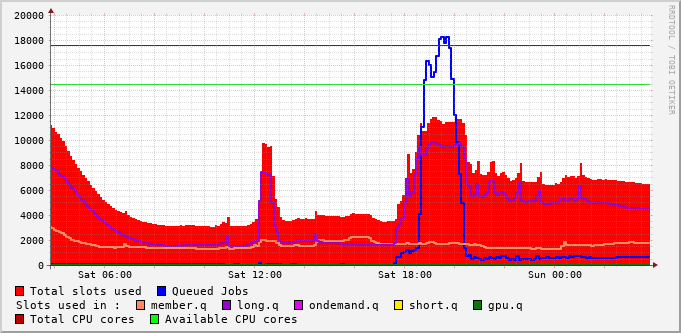 RRDTOOL / TOBI OETIKER
20000
18000
16000
14000
12000
10000
8000
6000
4000
2000
0
Sat 06:00 Sat 12:00 Sat 18:00 Sun 00:00
Total slots used Queued Jobs
Slots used in : member.q long.q ondemand.q short.q gpu.q
Total CPU cores Available CPU cores